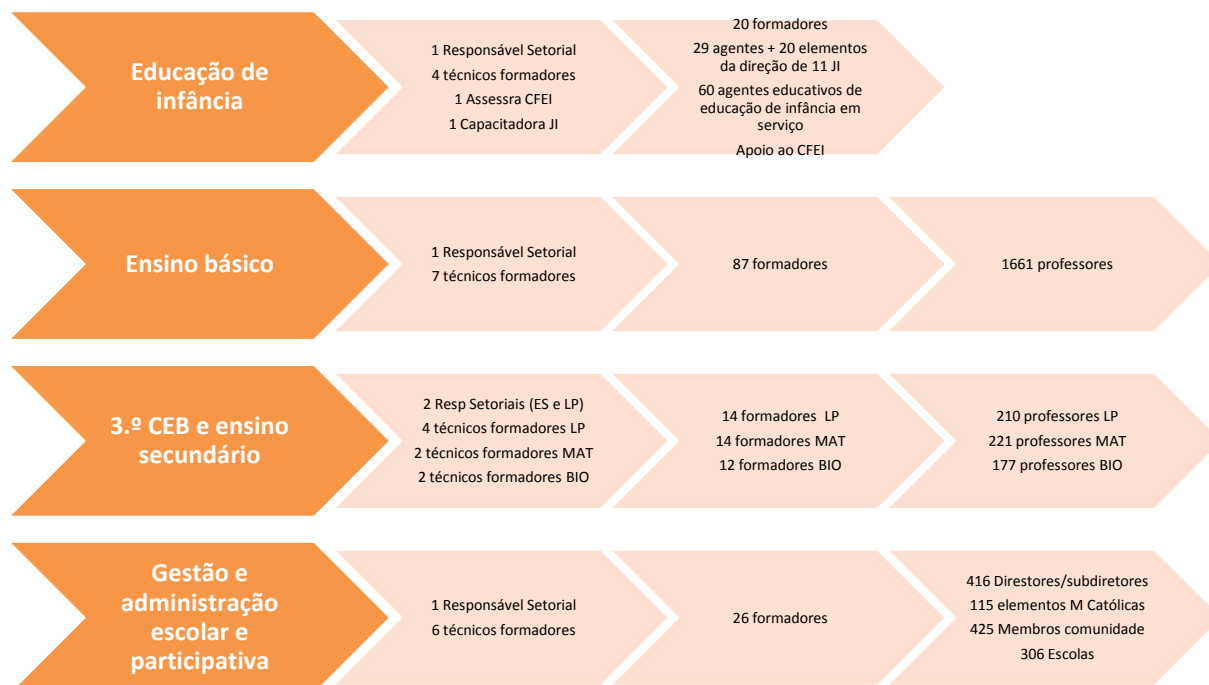 Educação de
infância
1 Responsável Setorial
4 técnicos formadores
1 Assessra CFEI
1 Capacitadora JI
20 formadores
29 agentes + 20 elementos
da direção de 11 JI
60 agentes educativos de
educação de infância em
serviço
Apoio ao CFEI
Ensino básico
1 Responsável Setorial
7 técnicos formadores
87 formadores
1661 professores
3.º CEB e ensino
secundário
2 Resp Setoriais (ES e LP)
4 técnicos formadores LP
2 técnicos formadores MAT
2 técnicos formadores BIO
14 formadores LP
14 formadores MAT
12 formadores BIO
210 professores LP
221 professores MAT
177 professores BIO
Gestão e
administração
escolar e
participativa
1 Responsável Setorial
6 técnicos formadores
26 formadores
416 Direstores/subdiretores
115 elementos M Católicas
425 Membros comunidade
306 Escolas